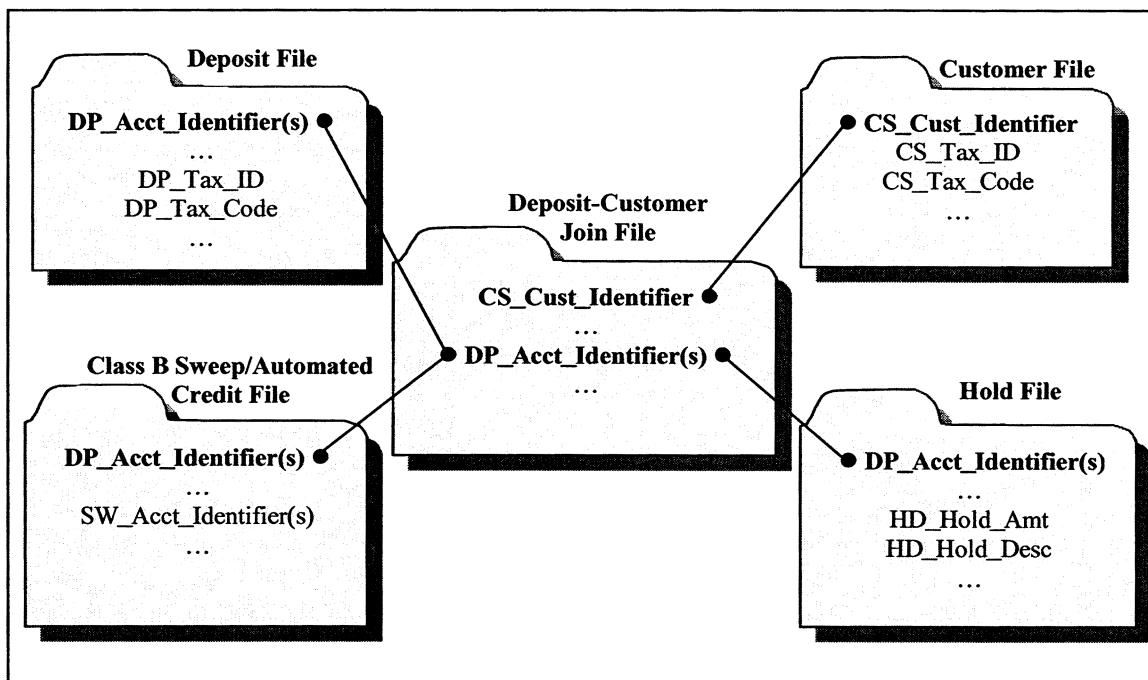 Deposit File
DP_Acct_Identifier(s)
...
DP_Tax_ID
DP_Tax_Code
...
Customer File
CS_Cust_Identifier
CS_Tax_ID
CS_Tax_Code
...
Deposit-Customer
Join File
CS_Cust_Identifier
...
DP_Acct_Identifier(s)
...
Class B Sweep/Automated
Credit File
DP_Acct_Identifier(s)
...
SW_Acct_Identifier(s)
...
Hold File
DP_Acct_Identifier(s)
...
HD_Hold_Amt
HD_Hold_Desc
...